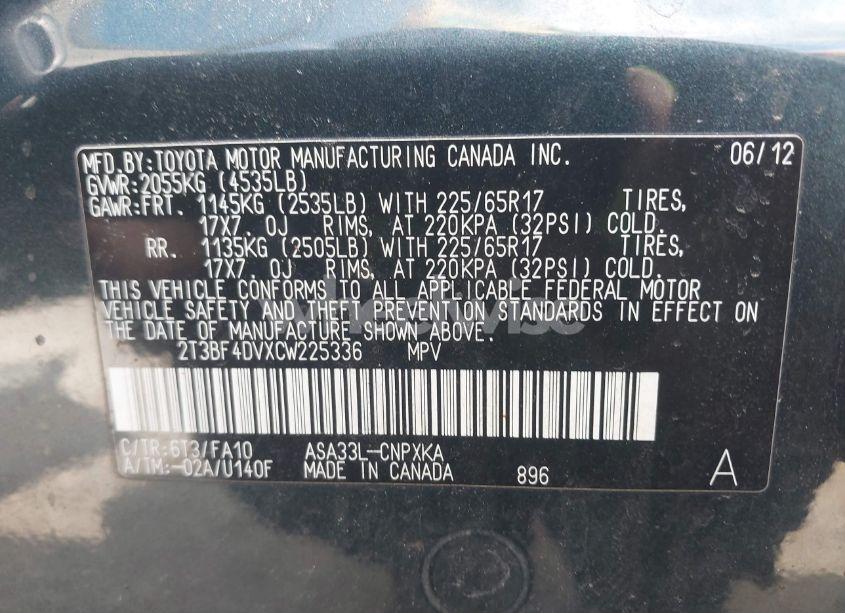 MFD.BY:TOYOTA MOTOR MANUFACTURING CANADA INC. 06/12
GVWR:2055KG (4535LB)
GAWR:FRT. 1145KG (2535LB) WITH 225/65R17 TIRES,
17X7.0J RIMS, AT 220KPA (32PSI) COLD.
RR. 1135KG (2505LB) WITH 225/65R17 TIRES,
17X7.0J RIMS, AT 220KPA (32PSI) COLD.
THIS VEHICLE CONFORMS TO ALL APPLICABLE FEDERAL MOTOR
VEHICLE SAFETY AND THEFT PREVENTION STANDARDS IN EFFECT ON
THE DATE OF MANUFACTURE SHOWN ABOVE.
2T3BF4DVXCW225336 MPV
C/TR:6T3/FA10 ASA33L-CNPXKA
A/TM:-02A/U140F MADE IN CANADA 896 A